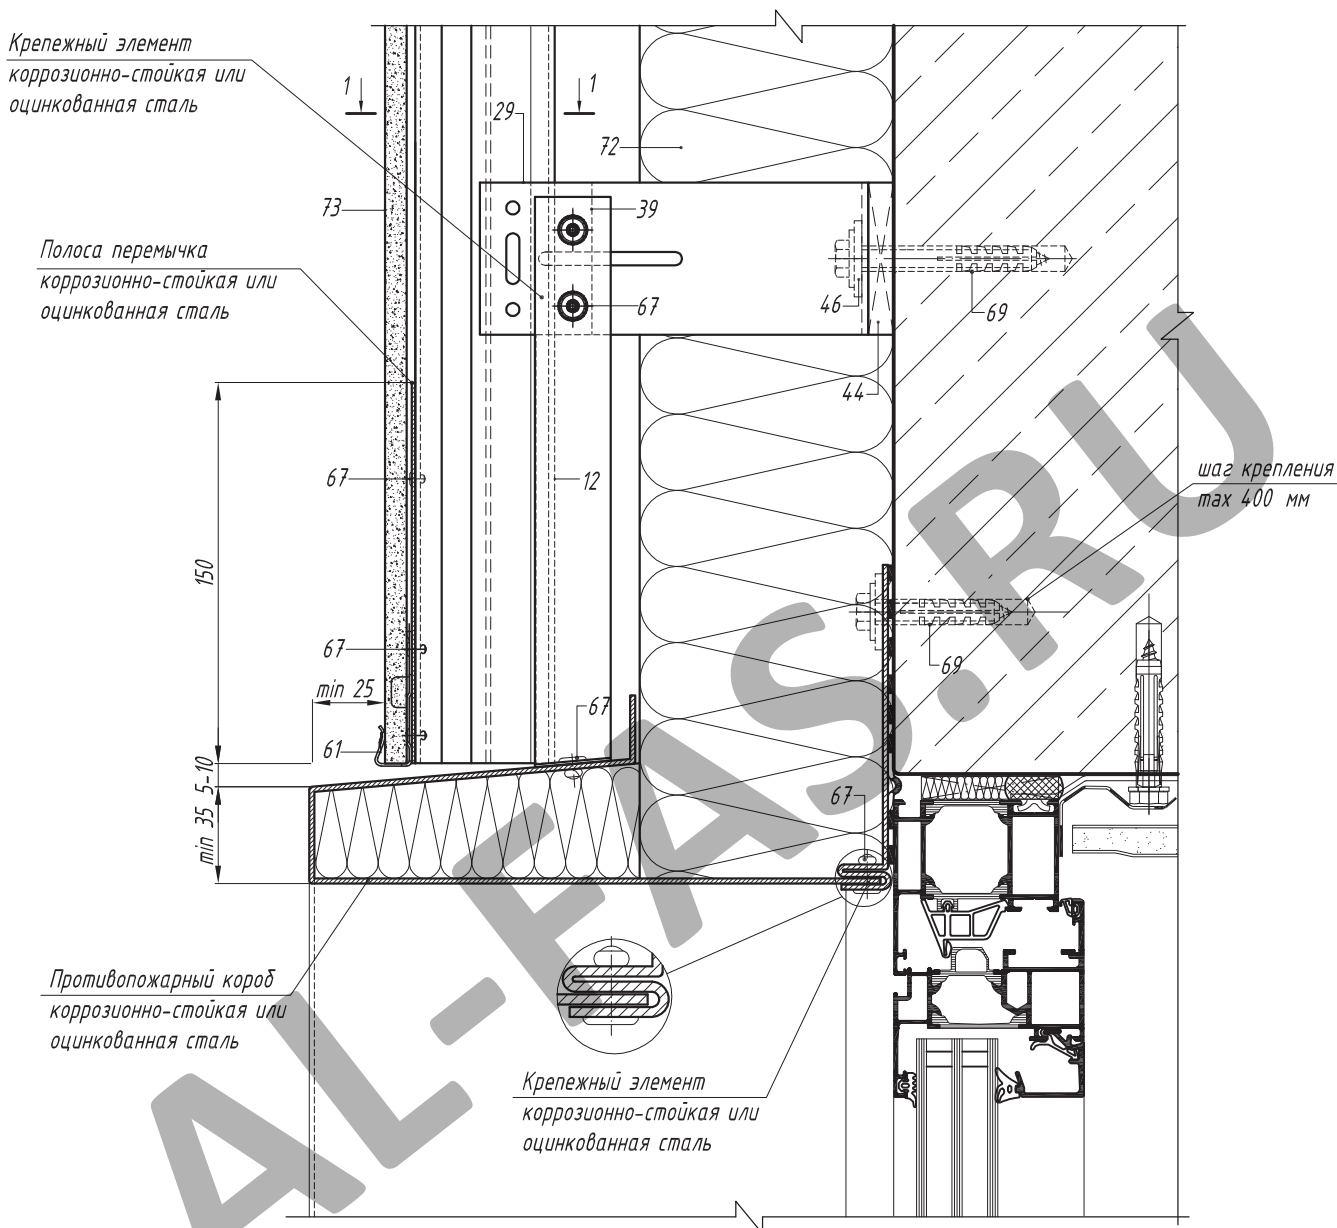 Крепежный элемент
коррозионно-стойкая или
оцинкованная сталь
1
1
29
72
73
39
Полоса перемычка
коррозионно-стойкая или
оцинкованная сталь
46
67
69
44
67
12
шаг крепления
max 400 мм
150
67
69
min 25
67
61
5-10
67
min 35
Противопожарный короб
коррозионно-стойкая или
оцинкованная сталь
Крепежный элемент
коррозионно-стойкая или
оцинкованная сталь
AL-FAS.RU